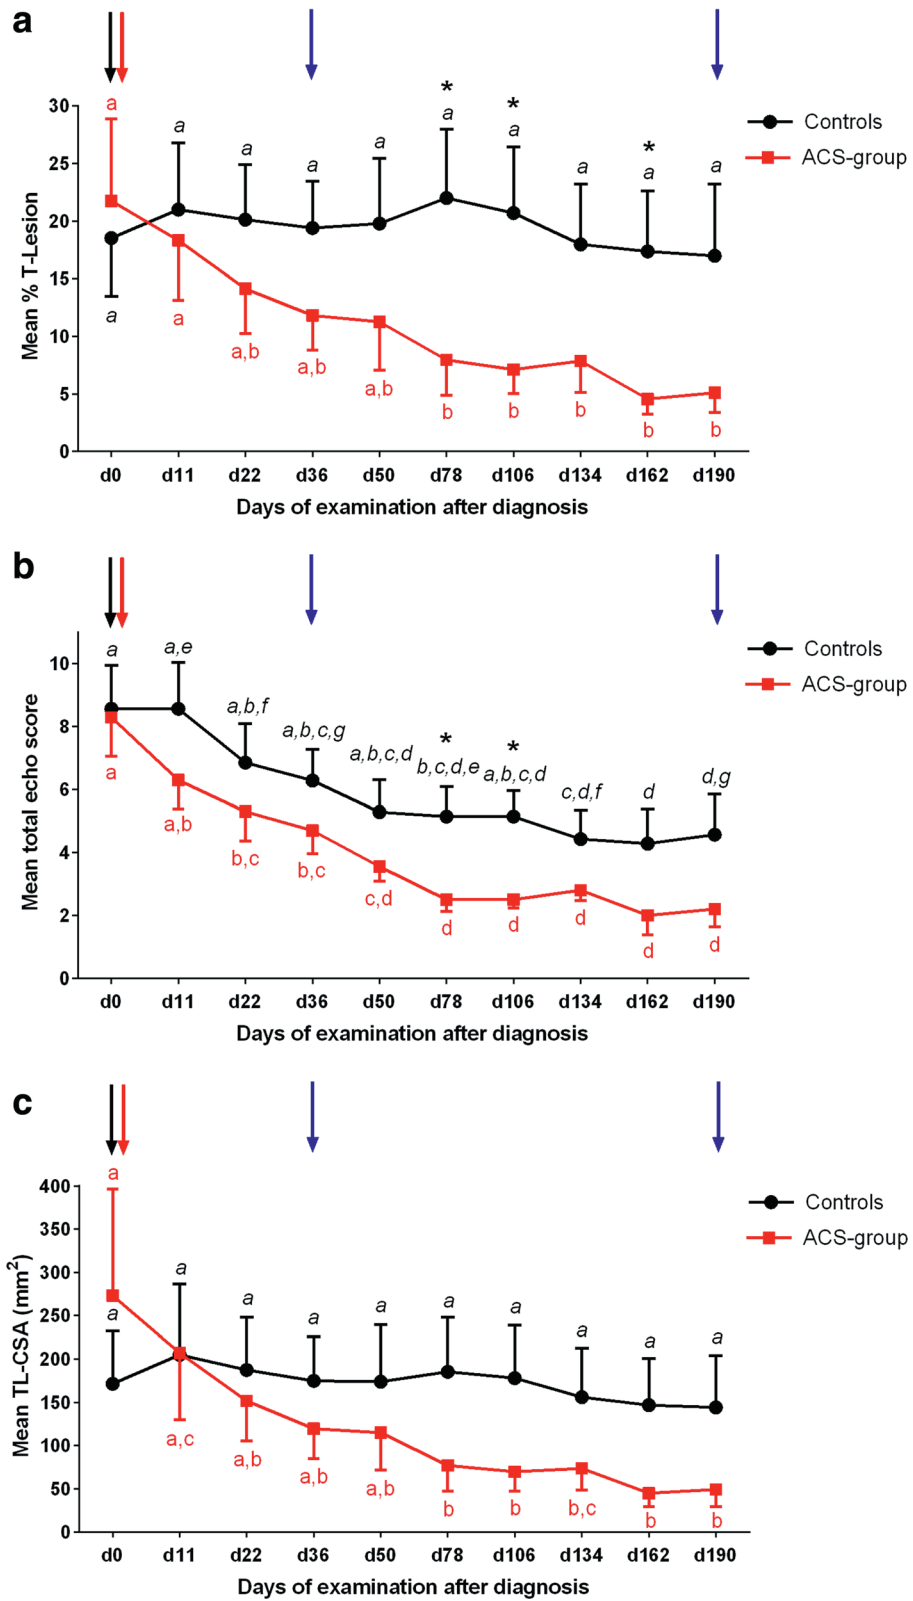 a
a a a a a * a * a a * a a
30
25
20
15
10
5
0
Mean % T-Lesion
a a a,b a,b a,b b b b b b
Controls
ACS-group
d0 d11 d22 d36 d50 d78 d106 d134 d162 d190
Days of examination after diagnosis
b
a a,e a,b,f a,b,c,g a,b,c,d * b,c,d,e * a,b,c,d c,d,f d d,g
10
8
6
4
2
0
Mean total echo score
a a,b b,c b,c c,d d d d d d
Controls
ACS-group
d0 d11 d22 d36 d50 d78 d106 d134 d162 d190
Days of examination after diagnosis
c
a
a a a a a a a a a a
400
350
300
250
200
150
100
50
0
Mean TL-CSA (mm²)
a,c a,b a,b a,b b b b,c b b
Controls
ACS-group
d0 d11 d22 d36 d50 d78 d106 d134 d162 d190
Days of examination after diagnosis